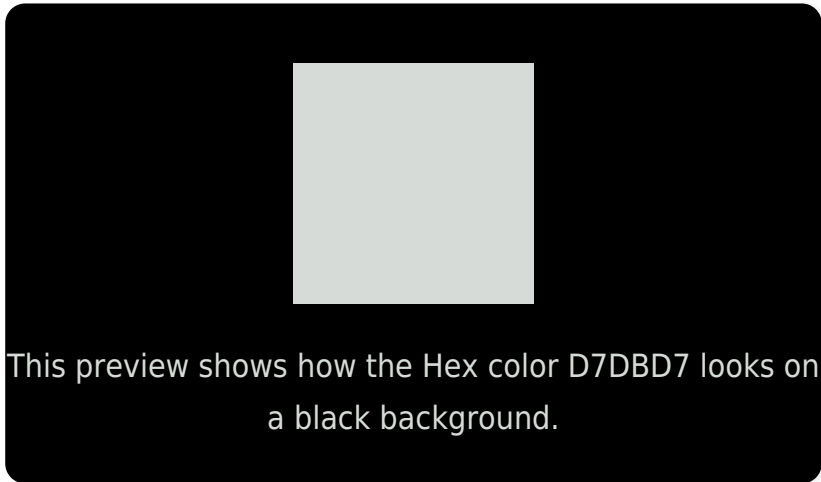 This preview shows how the Hex color D7DBD7 looks on
a black background.